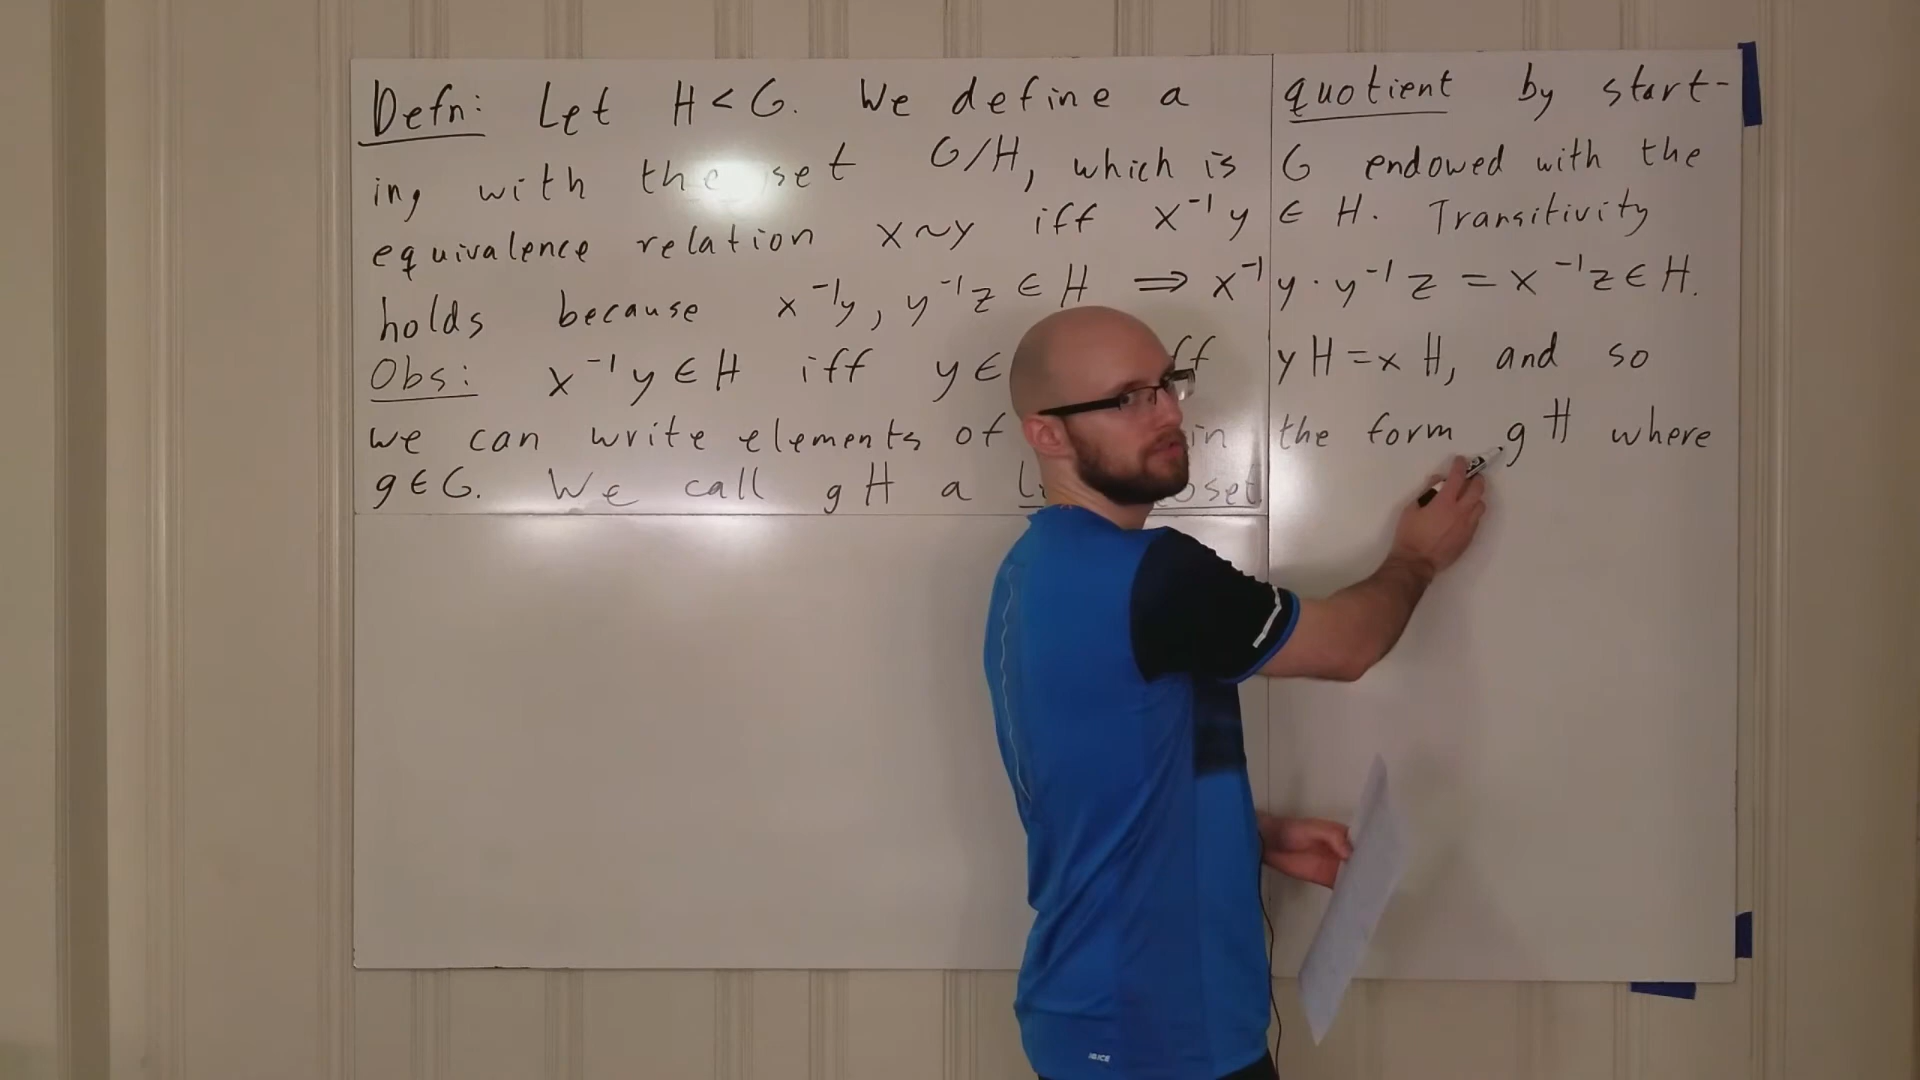 Defn: Let H < G. We define a quotient by start-
ing with the set G/H, which is G endowed with the
equivalence relation x~y iff x⁻¹y ∈ H. Transitivity
holds because x⁻¹y, y⁻¹z ∈ H ⟹ x⁻¹y · y⁻¹z = x⁻¹z ∈ H.
Obs: x⁻¹y ∈ H iff y ∈ yH = xH, and so
we can write elements of in the form gH where
g ∈ G. We call gH a